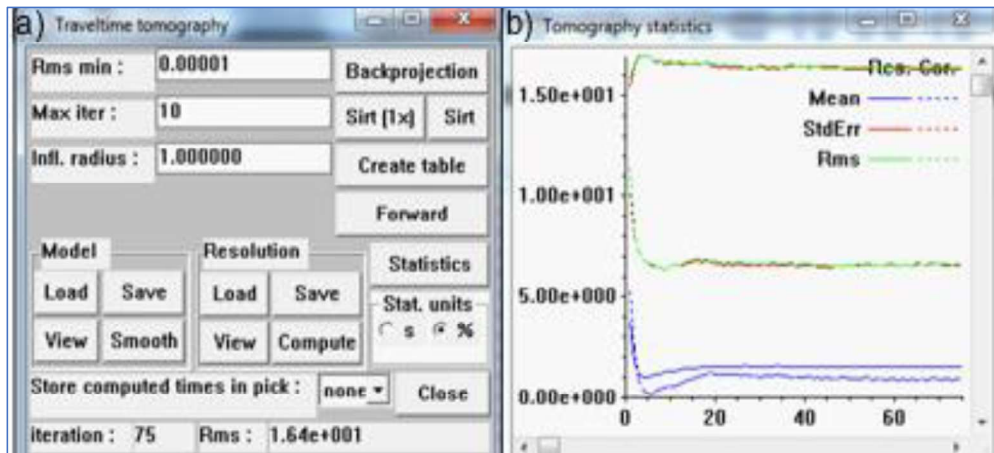 a) Traveltime tomography
Rms min : 0.00001 Backprojection
Max iter : 10 Sirt [1x] Sirt
Infl. radius : 1.000000 Create table
Forward
Model Resolution Statistics
Load Save Load Save Stat. units
View Smooth View Compute s %
Store computed times in pick : none Close
iteration : 75 Rms : 1.64e+001
b) Tomography statistics
Res. Cor.
1.50e+001
Mean
StdErr
Rms
1.00e+001
5.00e+000
0.00e+000
0 20 40 60